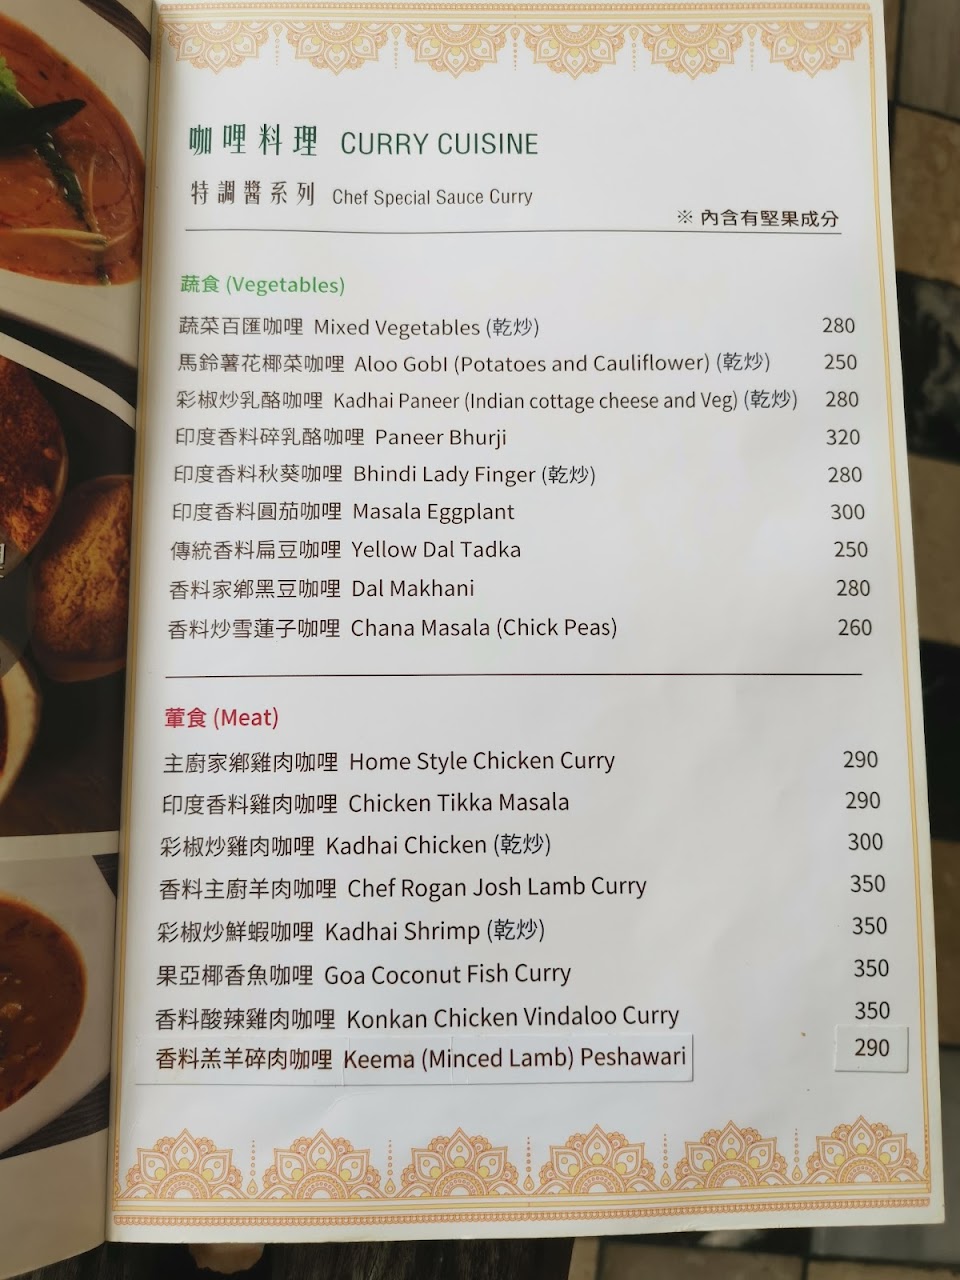 咖哩料理 CURRY CUISINE
特調醬系列 Chef Special Sauce Curry
※ 內含有堅果成分
蔬食 (Vegetables)
蔬菜百匯咖哩 Mixed Vegetables (乾炒) 280
馬鈴薯花椰菜咖哩 Aloo GobI (Potatoes and Cauliflower) (乾炒) 250
彩椒炒乳酪咖哩 Kadhai Paneer (Indian cottage cheese and Veg) (乾炒) 280
印度香料碎乳酪咖哩 Paneer Bhurji 320
印度香料秋葵咖哩 Bhindi Lady Finger (乾炒) 280
印度香料圓茄咖哩 Masala Eggplant 300
傳統香料扁豆咖哩 Yellow Dal Tadka 250
香料家鄉黑豆咖哩 Dal Makhani 280
香料炒雪蓮子咖哩 Chana Masala (Chick Peas) 260
葷食 (Meat)
主廚家鄉雞肉咖哩 Home Style Chicken Curry 290
印度香料雞肉咖哩 Chicken Tikka Masala 290
彩椒炒雞肉咖哩 Kadhai Chicken (乾炒) 300
香料主廚羊肉咖哩 Chef Rogan Josh Lamb Curry 350
彩椒炒鮮蝦咖哩 Kadhai Shrimp (乾炒) 350
果亞椰香魚咖哩 Goa Coconut Fish Curry 350
香料酸辣雞肉咖哩 Konkan Chicken Vindaloo Curry 350
香料羔羊碎肉咖哩 Keema (Minced Lamb) Peshawari 290